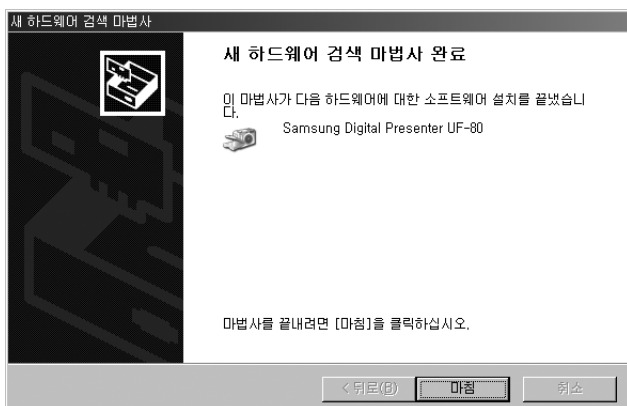 새 하드웨어 검색 마법사
새 하드웨어 검색 마법사 완료
이 마법사가 다음 하드웨어에 대한 소프트웨어 설치를 끝냈습니
다.
Samsung Digital Presenter UF-80
마법사를 끝내려면 [마침]을 클릭하십시오.
< 뒤로(B) 마침 취소